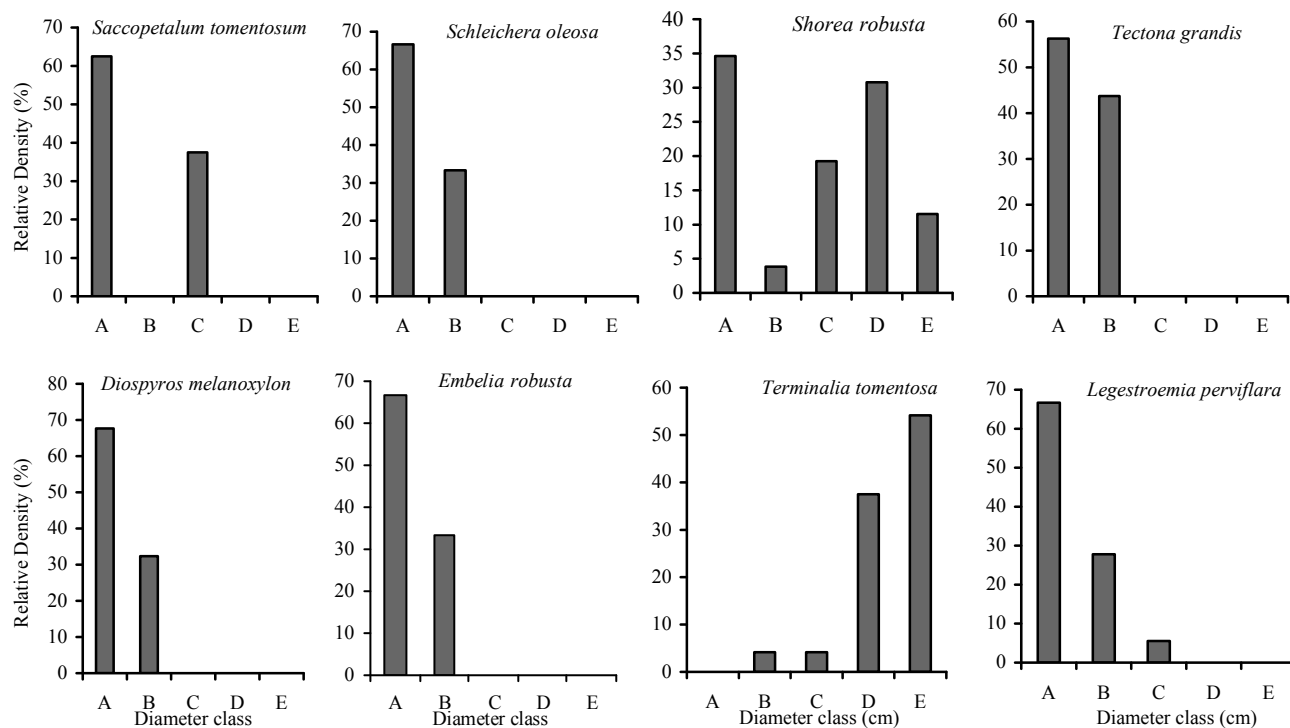 Saccopetalum tomentosum
Relative Density (%)
70
60
50
40
30
20
10
0
A B C D E
Schleichera oleosa
70
60
50
40
30
20
10
0
A B C D E
Shorea robusta
40
35
30
25
20
15
10
5
0
A B C D E
Tectona grandis
60
50
40
30
20
10
0
A B C D E
Diospyros melanoxylon
Relative Density (%)
80
70
60
50
40
30
20
10
0
A B C D E
Diameter class
Embelia robusta
70
60
50
40
30
20
10
0
A B C D E
Diameter class
Terminalia tomentosa
60
50
40
30
20
10
0
A B C D E
Diameter class (cm)
Legestroemia perviflara
70
60
50
40
30
20
10
0
A B C D E
Diameter class (cm)